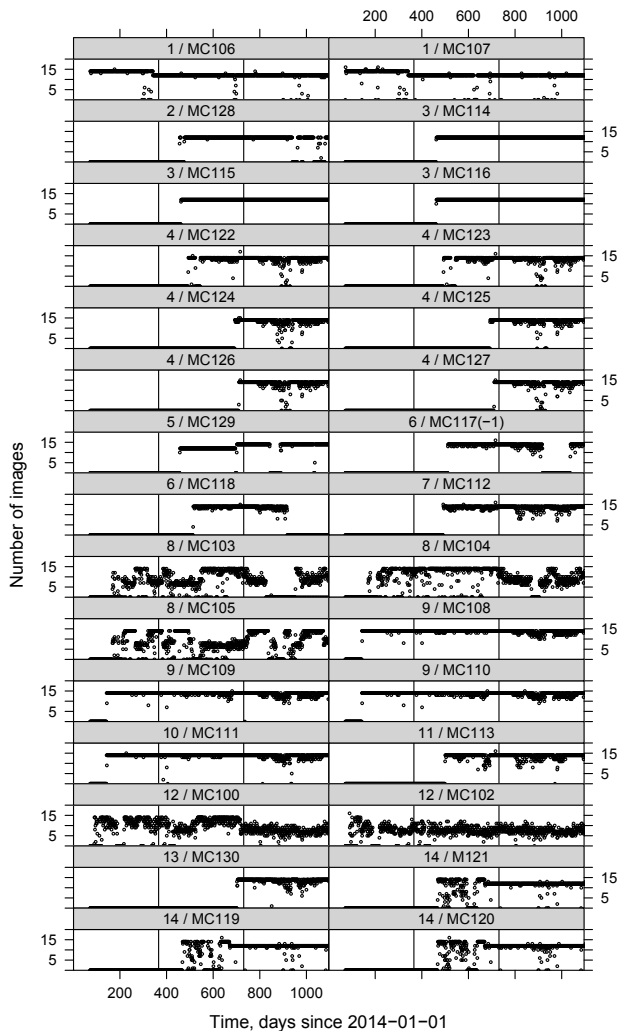 200 600 1000
1 / MC106 1 / MC107
15
5
2 / MC128 3 / MC114
15
5
3 / MC115 3 / MC116
15
5
4 / MC122 4 / MC123
15
5
4 / MC124 4 / MC125
15
5
4 / MC126 4 / MC127
15
5
5 / MC129 6 / MC117(−1)
15
5
6 / MC118 7 / MC112
15
5
8 / MC103 8 / MC104
15
5
8 / MC105 9 / MC108
15
5
9 / MC109 9 / MC110
15
5
10 / MC111 11 / MC113
15
5
12 / MC100 12 / MC102
15
5
13 / MC130 14 / M121
15
5
14 / MC119 14 / MC120
15
5
200 400 600 800 1000
Time, days since 2014−01−01
Number of images